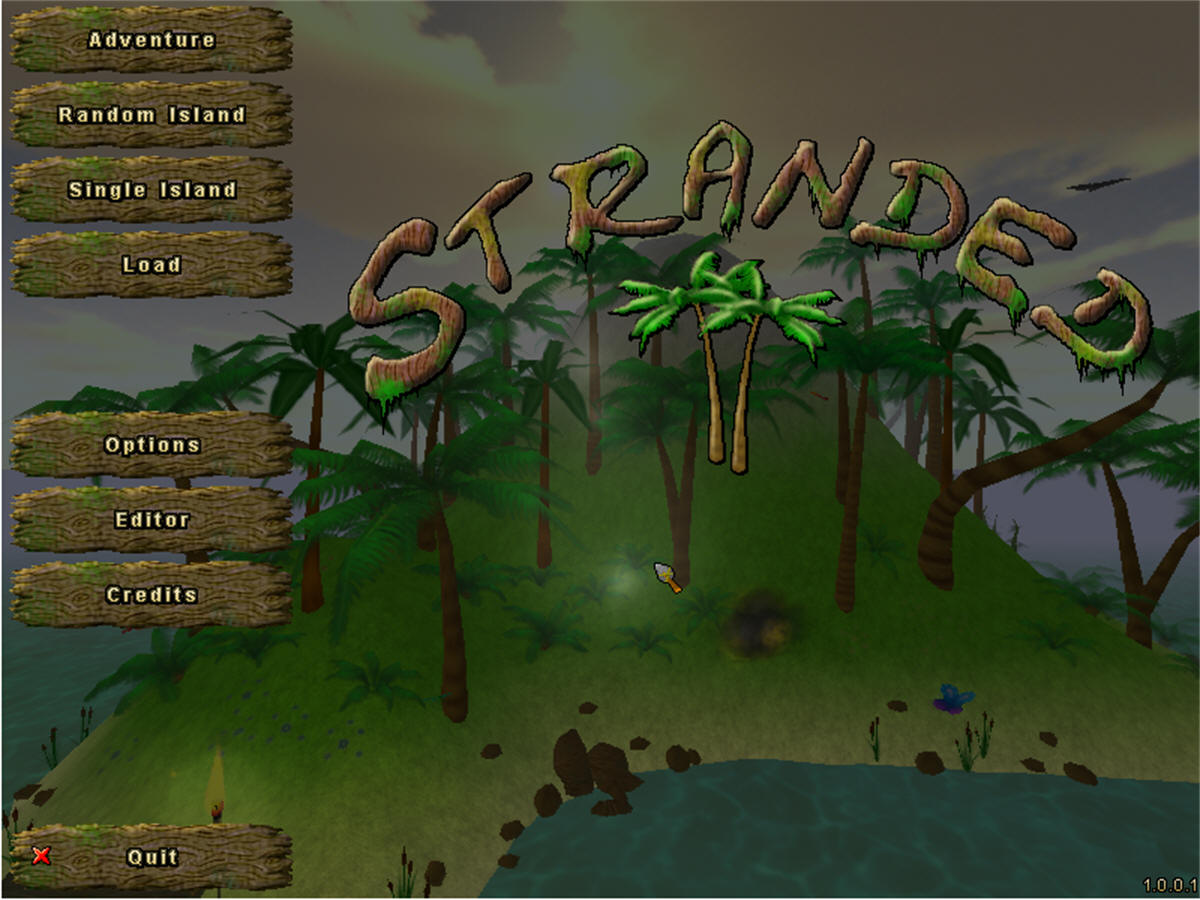 Adventure
Random Island
Single Island
Load
STRANDED
Options
Editor
Credits
Quit
1.0.0.1